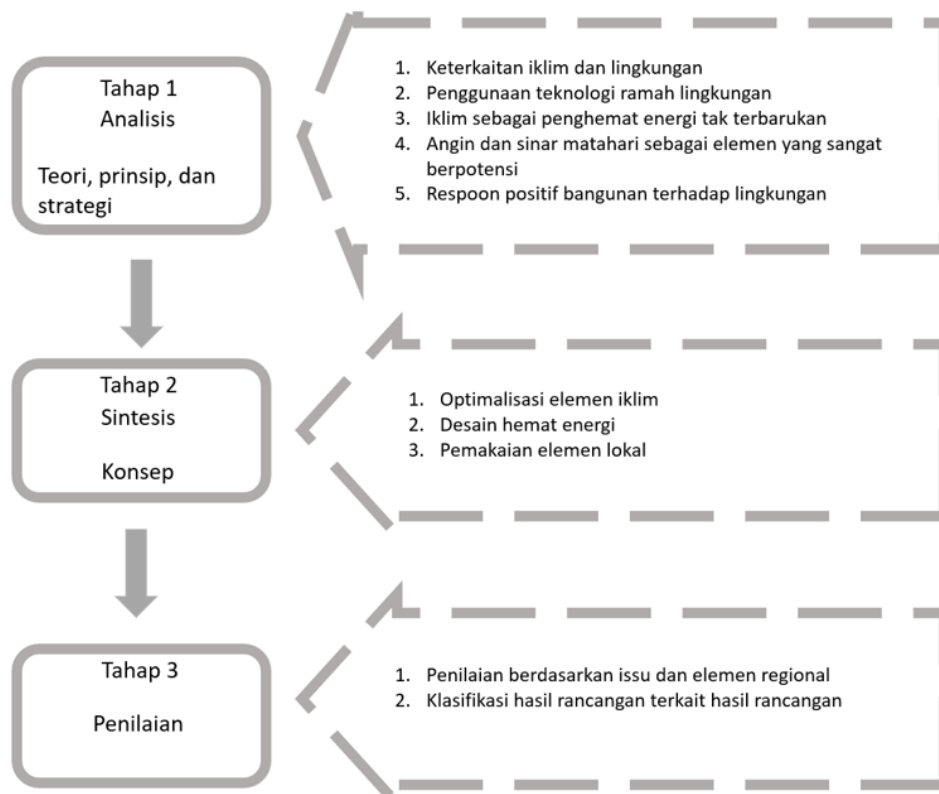 Tahap 1
Analisis
Teori, prinsip, dan
strategi
1. Keterkaitan iklim dan lingkungan
2. Penggunaan teknologi ramah lingkungan
3. Iklim sebagai penghemat energi tak terbarukan
4. Angin dan sinar matahari sebagai elemen yang sangat
berpotensi
5. Respoon positif bangunan terhadap lingkungan
Tahap 2
Sintesis
Konsep
1. Optimalisasi elemen iklim
2. Desain hemat energi
3. Pemakaian elemen lokal
Tahap 3
Penilaian
1. Penilaian berdasarkan issu dan elemen regional
2. Klasifikasi hasil rancangan terkait hasil rancangan